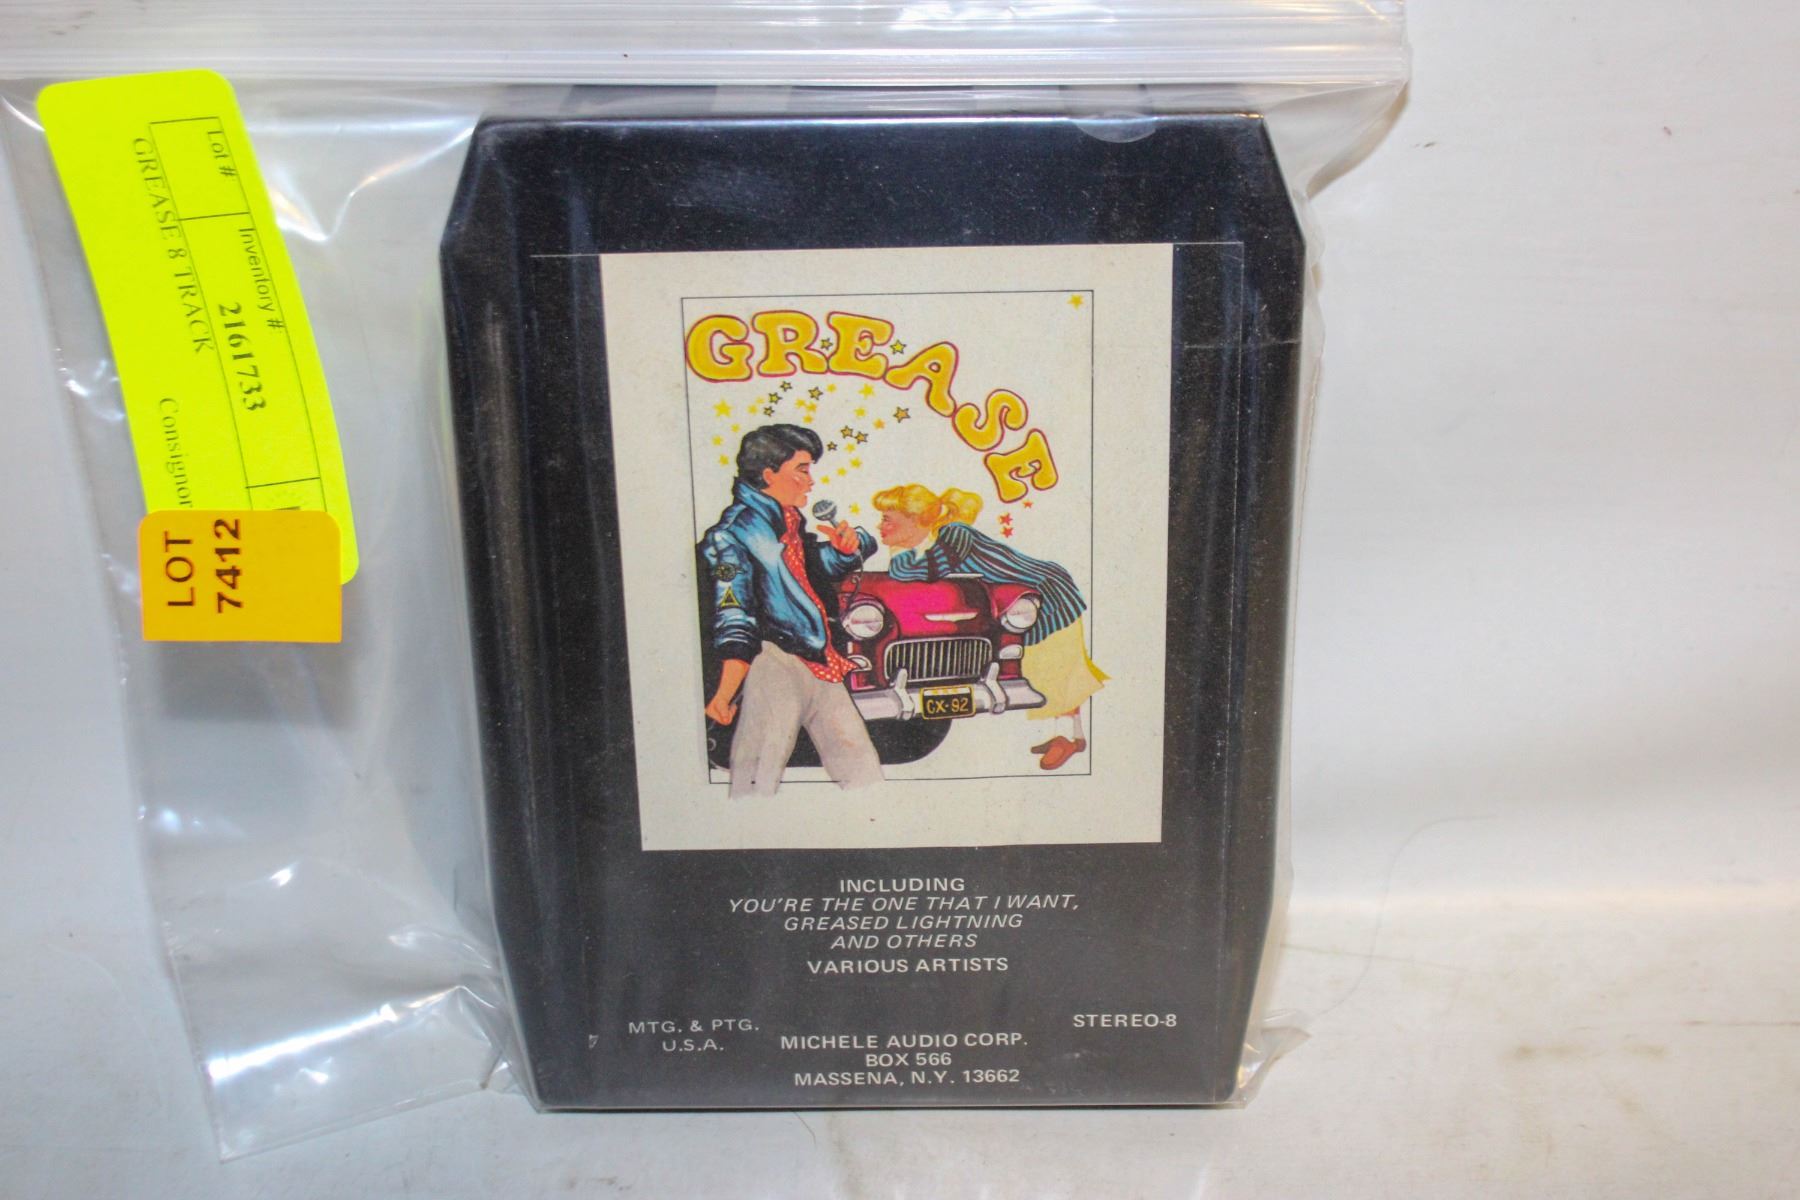 Lot #
Inventory #:
2161733
GREASE 8 TRACK
Consignor
LOT
7412
GREASE
CX-92
INCLUDING
YOU'RE THE ONE THAT I WANT,
GREASED LIGHTNING
AND OTHERS
VARIOUS ARTISTS
MTG. & PTG.
U.S.A.
STEREO-8
MICHELE AUDIO CORP.
BOX 566
MASSENA, N.Y. 13662